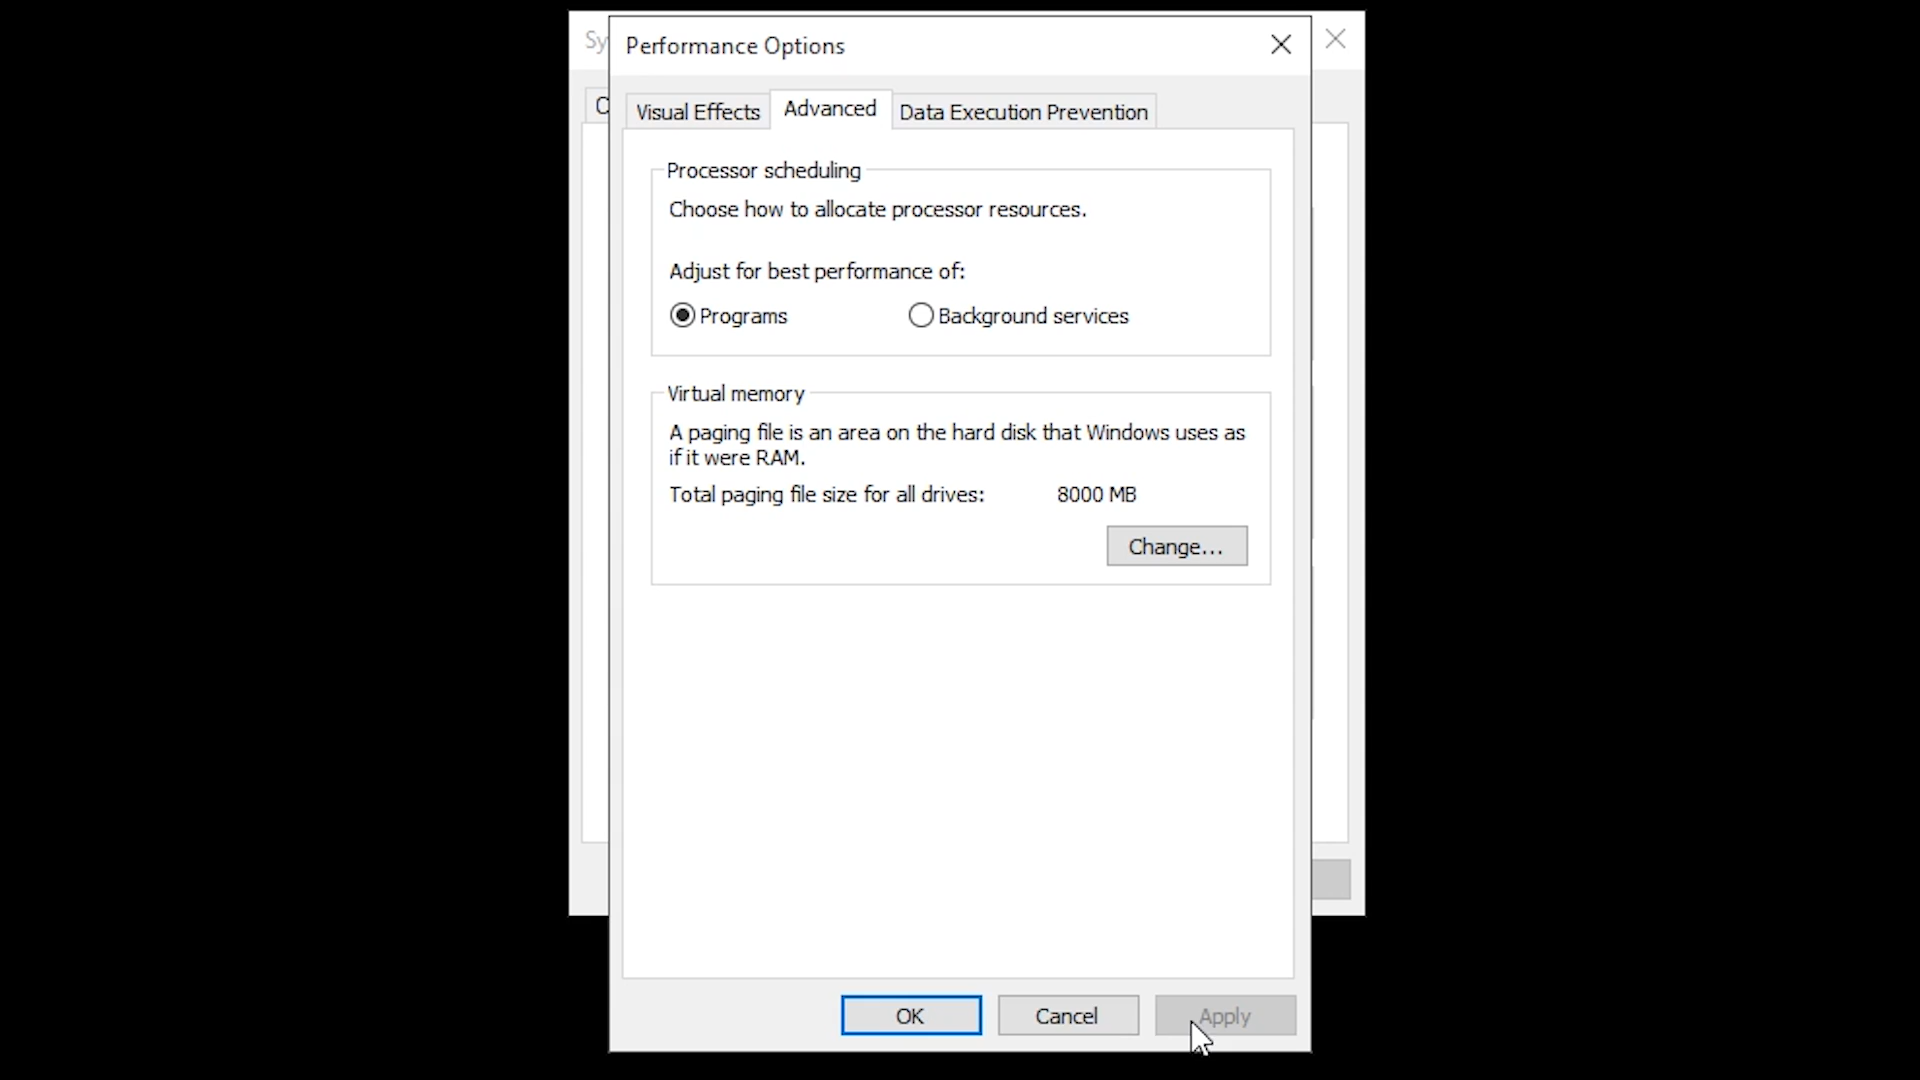 Sy
Performance Options
C
Visual Effects
Advanced
Data Execution Prevention
Processor scheduling
Choose how to allocate processor resources.
Adjust for best performance of:
Programs
Background services
Virtual memory
A paging file is an area on the hard disk that Windows uses as
if it were RAM.
Total paging file size for all drives: 8000 MB
Change...
OK
Cancel
Apply